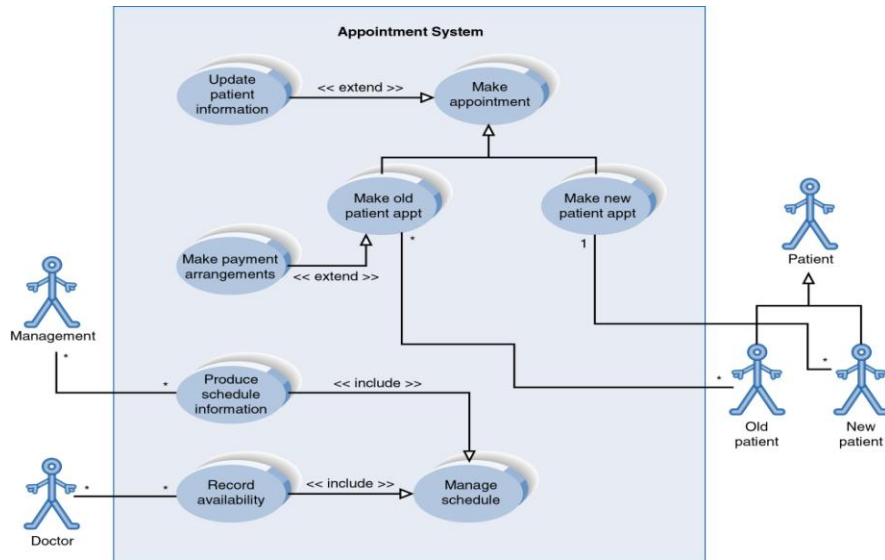 Appointment System
Update
patient
information
<< extend >>
Make
appointment
Make old
patient appt
Make new
patient appt
*
1
Make payment
arrangements
<< extend >>
Patient
Management
*
*
Produce
schedule
information
<< include >>
*
*
Old
patient
New
patient
*
*
Record
availability
<< include >>
Manage
schedule
Doctor